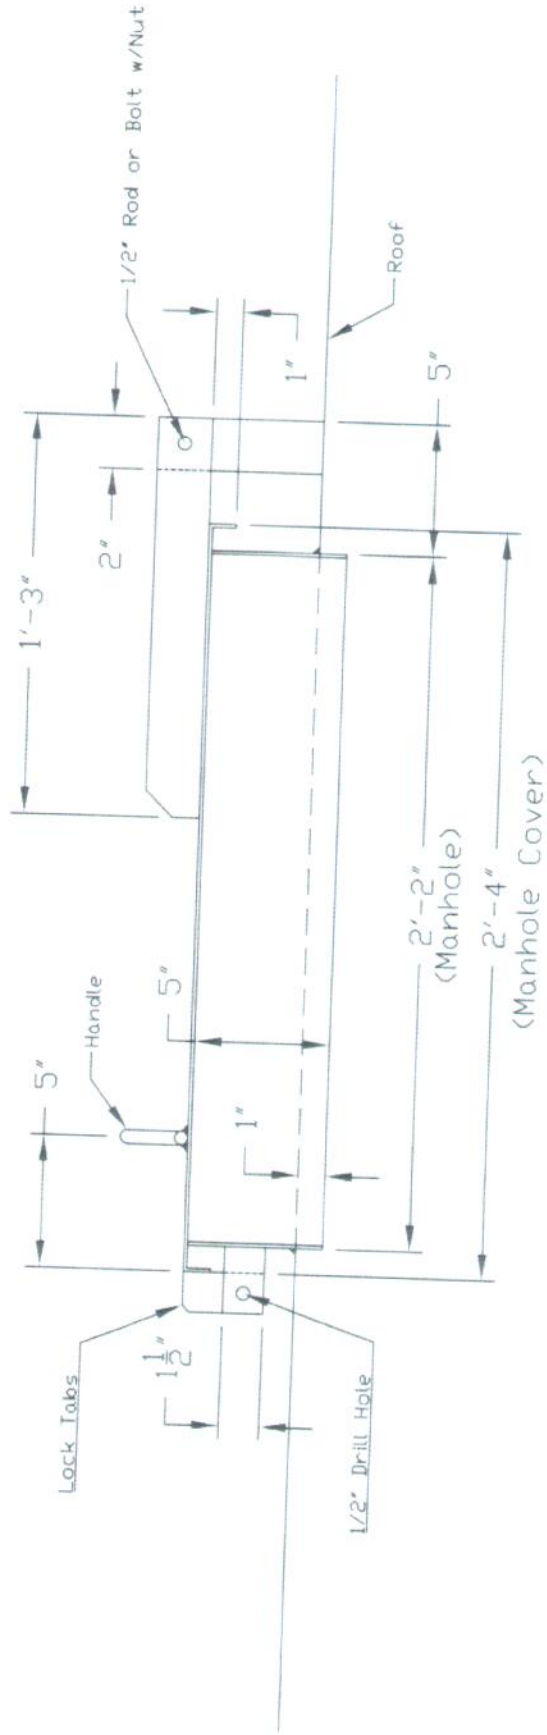 1/2" Rod or Bolt w/Nut
1'-3"
2"
1"
Roof
5"
Handle
5"
5"
1"
2'-2"
(Manhole)
2'-4"
(Manhole Cover)
Lock Tabs
1 1/2"
1/2" Drill Hole